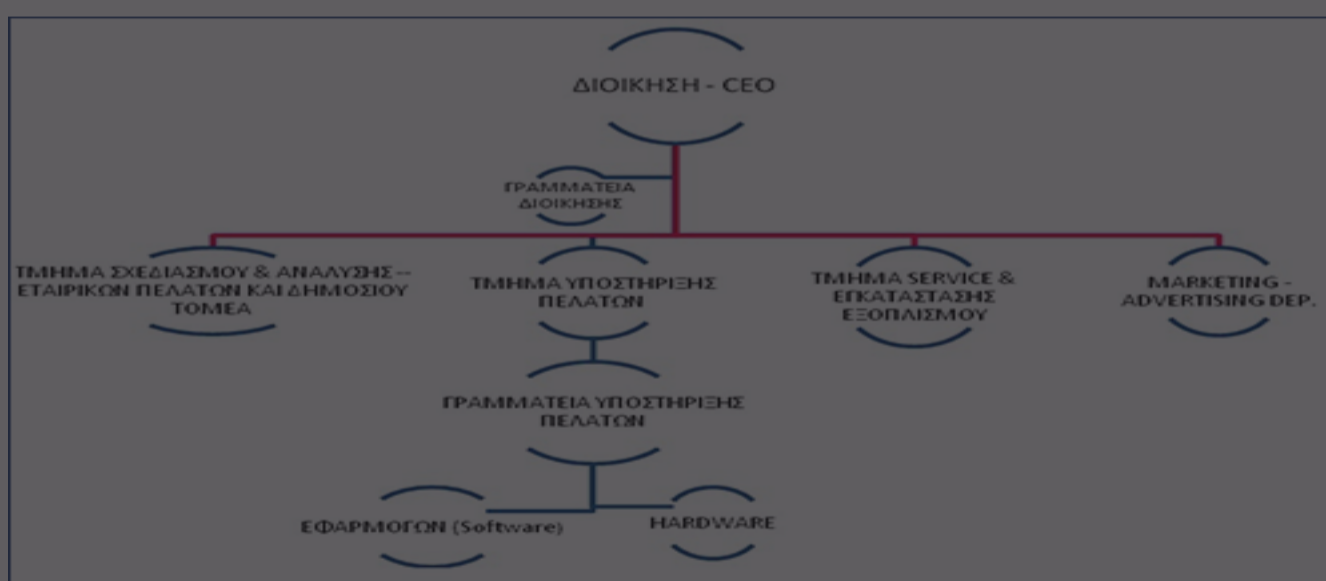 ΔΙΟΙΚΗΣΗ - CEO
ΓΡΑΜΜΑΤΕΙΑ
ΔΙΟΙΚΗΣΗΣ
ΤΜΗΜΑ ΣΧΕΔΙΑΣΜΟΥ & ΑΝΑΛΥΣΗΣ --
ΕΤΑΙΡΙΚΩΝ ΠΕΛΑΤΩΝ ΚΑΙ ΔΗΜΟΣΙΟΥ
ΤΟΜΕΑ
ΤΜΗΜΑ ΥΠΟΣΤΗΡΙΞΗΣ
ΠΕΛΑΤΩΝ
ΤΜΗΜΑ SERVICE &
ΕΓΚΑΤΑΣΤΑΣΗΣ
ΕΞΟΠΛΙΣΜΟΥ
MARKETING -
ADVERTISING DEP.
ΓΡΑΜΜΑΤΕΙΑ ΥΠΟΣΤΗΡΙΞΗΣ
ΠΕΛΑΤΩΝ
ΕΦΑΡΜΟΓΩΝ (Software)
HARDWARE